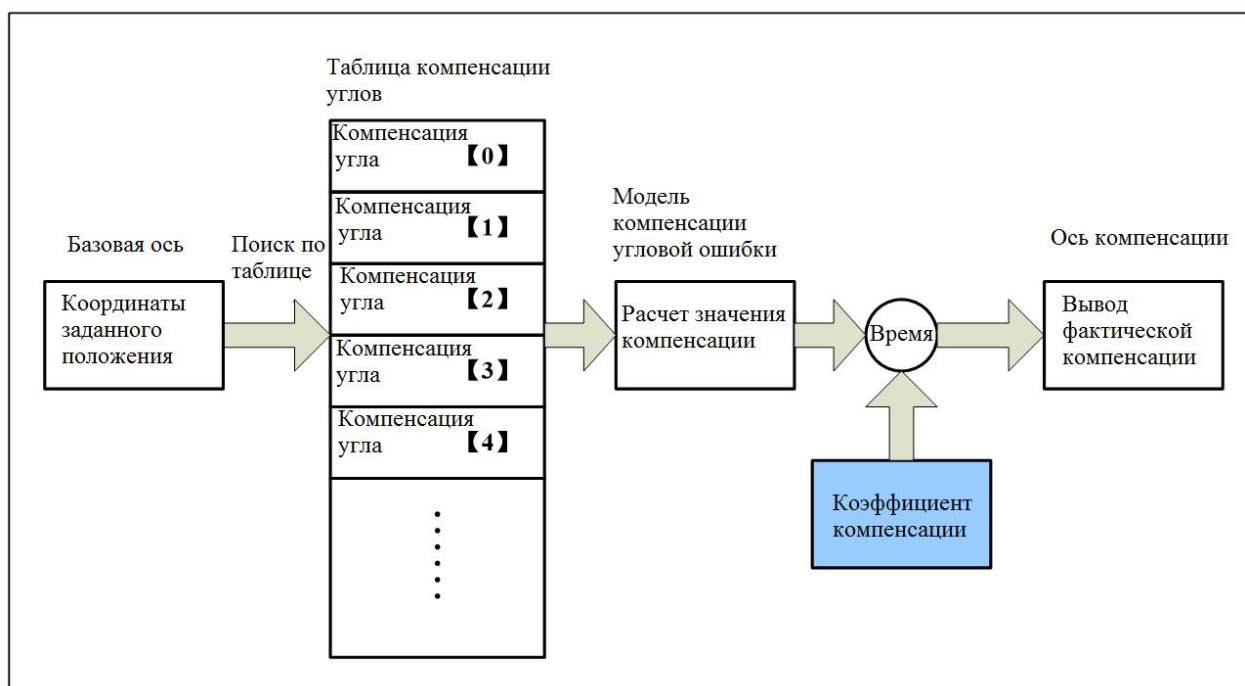 Таблица компенсации
углов
Компенсация
угла 【0】
Компенсация
угла 【1】
Компенсация
угла 【2】
Компенсация
угла 【3】
Компенсация
угла 【4】
Базовая ось
Координаты
заданного
положения
Поиск по
таблице
Модель
компенсации
угловой ошибки
Расчет значения
компенсации
Время
Коэффициент
компенсации
Ось компенсации
Вывод
фактической
компенсации